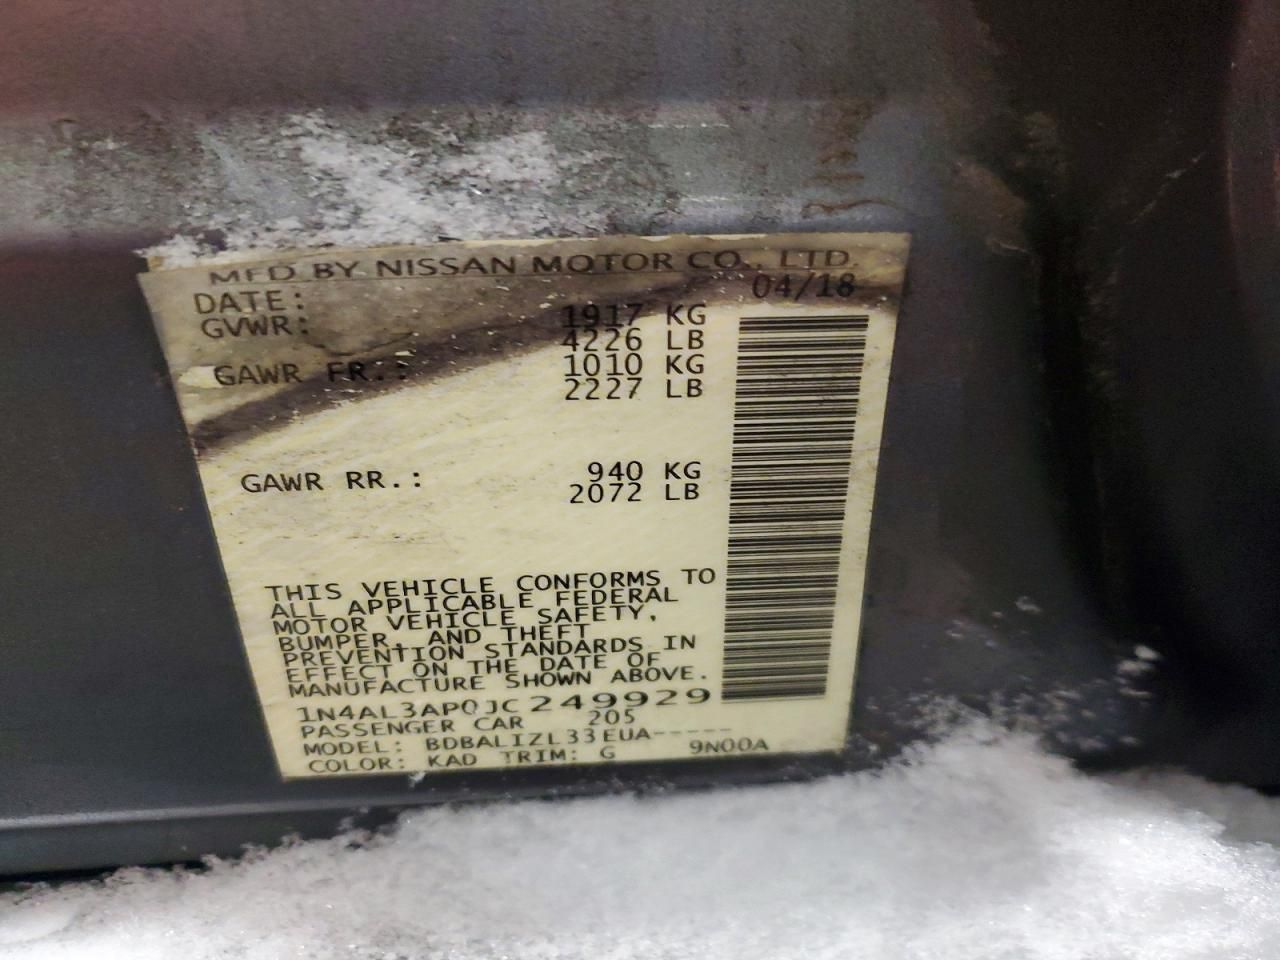 MFD BY NISSAN MOTOR CO., LTD.
DATE: 04/18
GVWR: 1917 KG
4226 LB
GAWR FR.: 1010 KG
2227 LB
GAWR RR.: 940 KG
2072 LB
THIS VEHICLE CONFORMS TO
ALL APPLICABLE FEDERAL
MOTOR VEHICLE SAFETY,
BUMPER, AND THEFT
PREVENTION STANDARDS IN
EFFECT ON THE DATE OF
MANUFACTURE SHOWN ABOVE.
1N4AL3AP0JC249929
PASSENGER CAR 205
MODEL: BDBALIZL33EUA-----
COLOR: KAD TRIM: G 9N00A